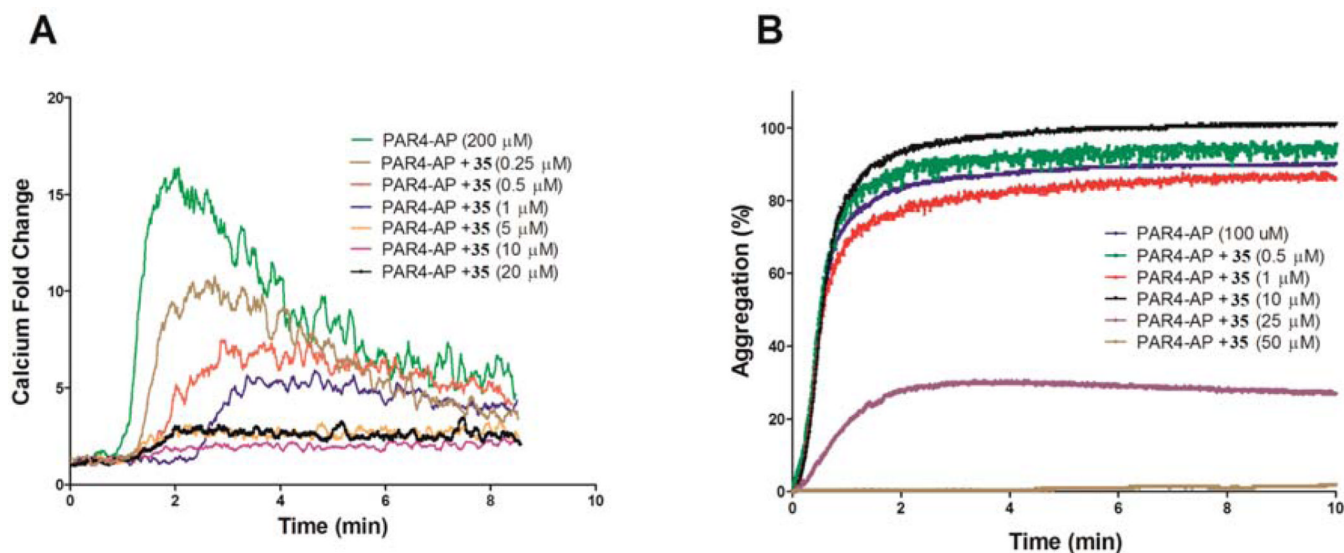 A
Calcium Fold Change
20
15
10
5
0
PAR4-AP (200 μM)
PAR4-AP + 35 (0.25 μM)
PAR4-AP + 35 (0.5 μM)
PAR4-AP + 35 (1 μM)
PAR4-AP + 35 (5 μM)
PAR4-AP + 35 (10 μM)
PAR4-AP + 35 (20 μM)
0 2 4 6 8 10
Time (min)
B
Aggregation (%)
100
80
60
40
20
0
PAR4-AP (100 uM)
PAR4-AP + 35 (0.5 μM)
PAR4-AP + 35 (1 μM)
PAR4-AP + 35 (10 μM)
PAR4-AP + 35 (25 μM)
PAR4-AP + 35 (50 μM)
0 2 4 6 8 10
Time (min)